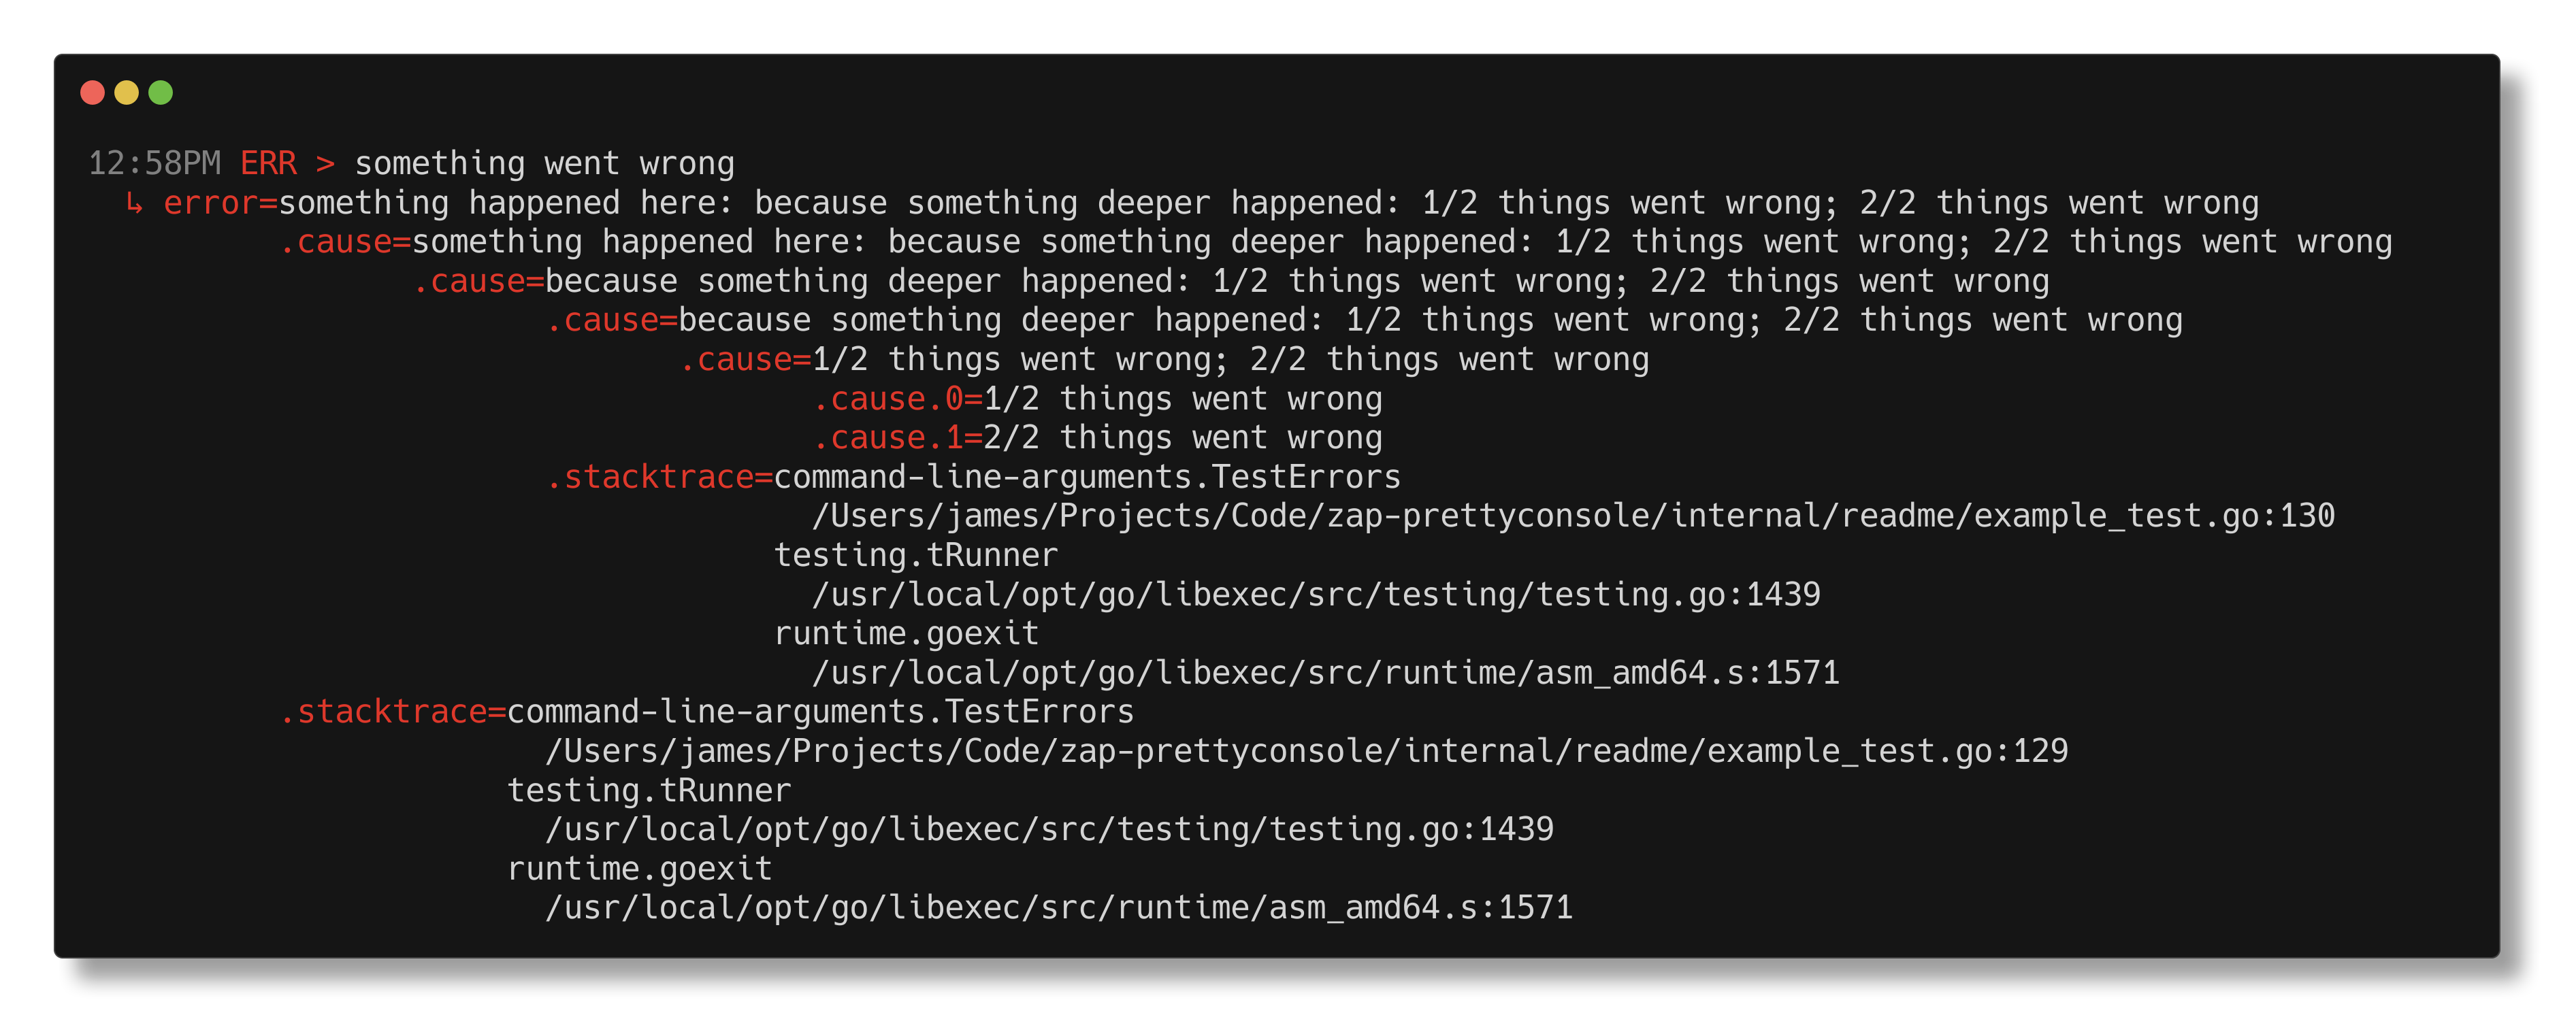 12:58PM ERR > something went wrong
  ↳ error=something happened here: because something deeper happened: 1/2 things went wrong; 2/2 things went wrong
          .cause=something happened here: because something deeper happened: 1/2 things went wrong; 2/2 things went wrong
                 .cause=because something deeper happened: 1/2 things went wrong; 2/2 things went wrong
                        .cause=because something deeper happened: 1/2 things went wrong; 2/2 things went wrong
                               .cause=1/2 things went wrong; 2/2 things went wrong
                                      .cause.0=1/2 things went wrong
                                      .cause.1=2/2 things went wrong
                        .stacktrace=command-line-arguments.TestErrors
                                      /Users/james/Projects/Code/zap-prettyconsole/internal/readme/example_test.go:130
                                    testing.tRunner
                                      /usr/local/opt/go/libexec/src/testing/testing.go:1439
                                    runtime.goexit
                                      /usr/local/opt/go/libexec/src/runtime/asm_amd64.s:1571
          .stacktrace=command-line-arguments.TestErrors
                        /Users/james/Projects/Code/zap-prettyconsole/internal/readme/example_test.go:129
                      testing.tRunner
                        /usr/local/opt/go/libexec/src/testing/testing.go:1439
                      runtime.goexit
                        /usr/local/opt/go/libexec/src/runtime/asm_amd64.s:1571